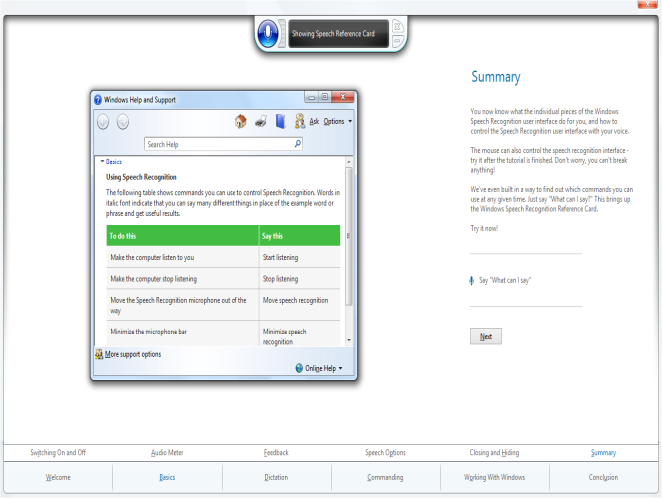 Showing Speech Reference Card
Summary
You now know what the individual pieces of the Windows
Speech Recognition user interface do for you, and how to
control the Speech Recognition user interface with your voice.
The mouse can also control the speech recognition interface -
try it after the tutorial is finished. Don't worry, you can't break
anything!
We've even built in a way to find out which commands you can
use at any given time. Just say "What can I say?" This brings up
the Windows Speech Recognition Reference Card.
Try it now!
Say "What can I say"
Next
Windows Help and Support
Ask Options
Search Help
Basics
Using Speech Recognition
The following table shows commands you can use to control Speech Recognition. Words in
italic font indicate that you can say many different things in place of the example word or
phrase and get useful results.
To do this Say this
Make the computer listen to you Start listening
Make the computer stop listening Stop listening
Move the Speech Recognition microphone out of the Move speech recognition
way
Minimize the microphone bar Minimize speech
recognition
More support options
Online Help
Switching On and Off Audio Meter Feedback Speech Options Closing and Hiding Summary
Welcome Basics Dictation Commanding Working With Windows Conclusion